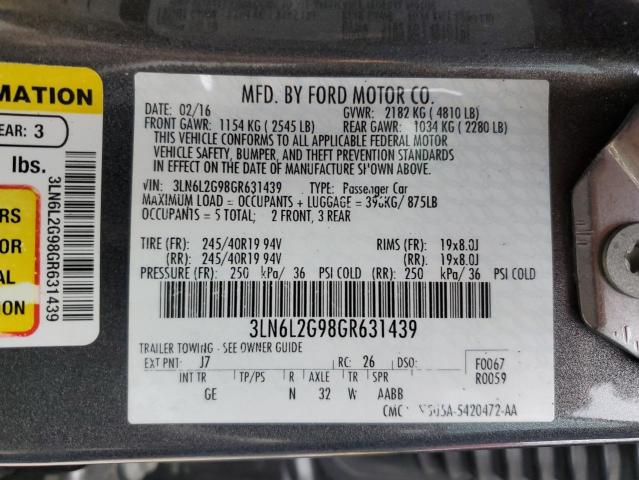 MFD. BY FORD MOTOR CO.
DATE: 02/16 GVWR: 2182 KG ( 4810 LB)
FRONT GAWR: 1154 KG ( 2545 LB) REAR GAWR: 1034 KG ( 2280 LB)
THIS VEHICLE CONFORMS TO ALL APPLICABLE FEDERAL MOTOR
VEHICLE SAFETY, BUMPER, AND THEFT PREVENTION STANDARDS
IN EFFECT ON THE DATE OF MANUFACTURE SHOWN ABOVE.
VIN: 3LN6L2G98GR631439 TYPE: Passenger Car
MAXIMUM LOAD = OCCUPANTS + LUGGAGE = /875LB
OCCUPANTS = 5 TOTAL; 2 FRONT, 3 REAR
TIRE (FR): 245/40R19 94V RIMS (FR): 19x8.0J
(RR): 245/40R19 94V (RR): 19x8.0J
PRESSURE (FR): 250 kPa/ 36 PSI COLD (RR): 250 kPa/ 36 PSI COLD
3LN6L2G98GR631439
TRAILER TOWING - SEE OWNER GUIDE
EXT PNT: J7 RC: 26 DSO: F0067
INT TR TP/PS R AXLE TR SPR R0059
GE N 32 W AABB
CMC 5420472-AA
MATION
EAR: 3
lbs.
RS
OR
AL
S
3LN6L2G98GR631439